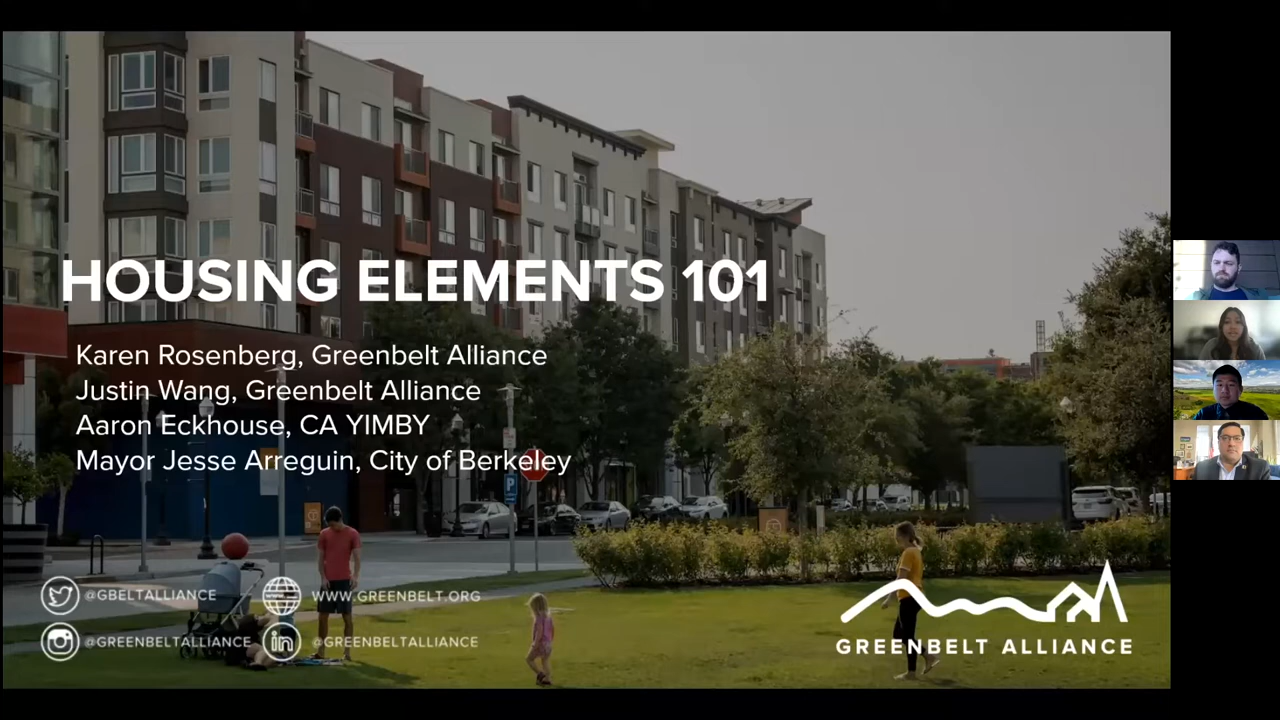 HOUSING ELEMENTS 101
Karen Rosenberg, Greenbelt Alliance
Justin Wang, Greenbelt Alliance
Aaron Eckhouse, CA YIMBY
Mayor Jesse Arreguin, City of Berkeley
P
@GBELTALLIANCE
WWW.GREENBELT.ORG
@GREENBELTALLIANCE
in
@GREENBELTALLIANCE
GREENBELT ALLIANCE